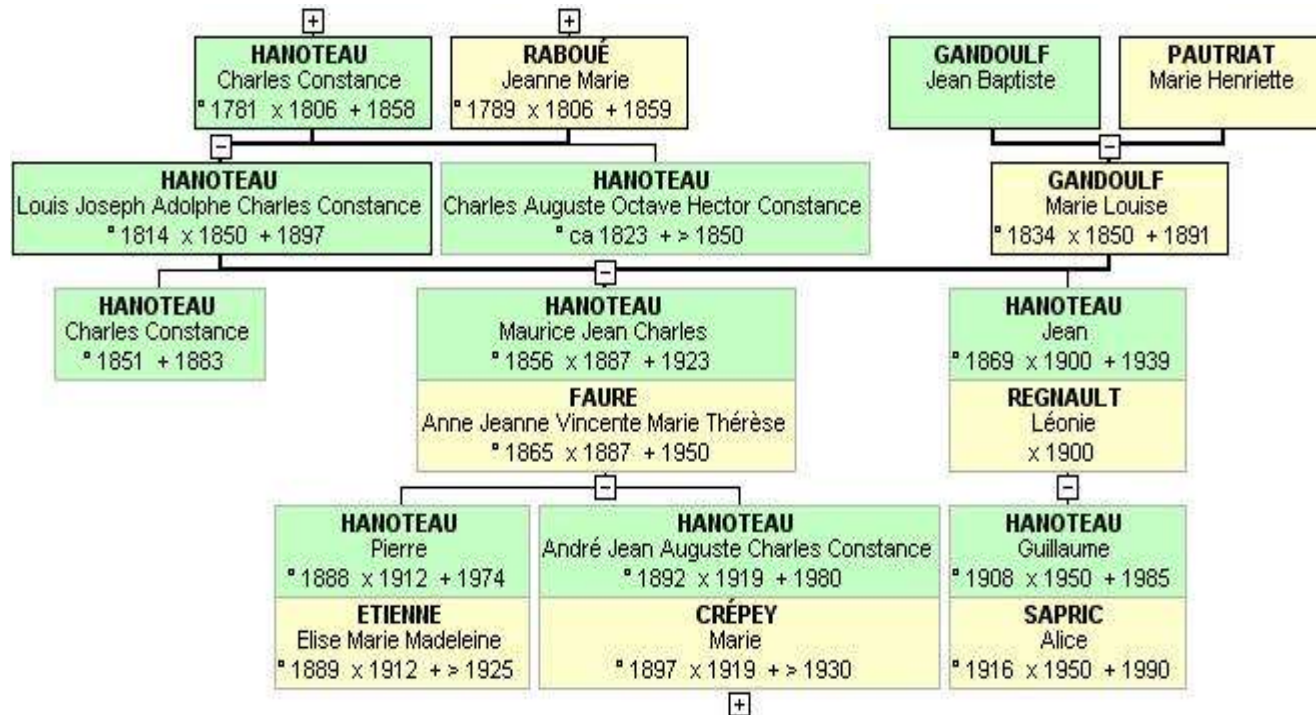 +
+
HANOTEAU
Charles Constance
° 1781 x 1806 + 1858
RABOUÉ
Jeanne Marie
° 1789 x 1806 + 1859
GANDOULF
Jean Baptiste
PAUTRIAT
Marie Henriette
−
−
HANOTEAU
Louis Joseph Adolphe Charles Constance
° 1814 x 1850 + 1897
HANOTEAU
Charles Auguste Octave Hector Constance
° ca 1823 + > 1850
GANDOULF
Marie Louise
° 1834 x 1850 + 1891
−
HANOTEAU
Charles Constance
° 1851 + 1883
HANOTEAU
Maurice Jean Charles
° 1856 x 1887 + 1923
FAURE
Anne Jeanne Vincente Marie Thérèse
° 1865 x 1887 + 1950
HANOTEAU
Jean
° 1869 x 1900 + 1939
REGNAULT
Léonie
x 1900
−
−
HANOTEAU
Pierre
° 1888 x 1912 + 1974
ETIENNE
Elise Marie Madeleine
° 1889 x 1912 + > 1925
HANOTEAU
André Jean Auguste Charles Constance
° 1892 x 1919 + 1980
CRÉPEY
Marie
° 1897 x 1919 + > 1930
HANOTEAU
Guillaume
° 1908 x 1950 + 1985
SAPRIC
Alice
° 1916 x 1950 + 1990
+